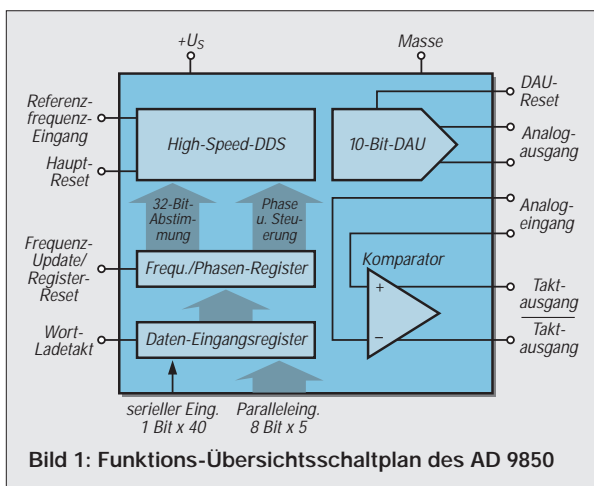 +US
Masse
Referenz-
frequenz-
Eingang
Haupt-
Reset
Frequenz-
Update/
Register-
Reset
Wort-
Ladetakt
High-Speed-DDS
32-Bit-
Abstim-
mung
Phase
u. Steu-
erung
Frequ./Phasen-Register
Daten-Eingangsregister
serieller Eing.
1 Bit x 40
Paralleleing.
8 Bit x 5
10-Bit-DAU
Komparator
+
–
DAU-
Reset
Analog-
ausgang
Analog-
eingang
Takt-
ausgang
Takt-
ausgang
Bild 1: Funktions-Übersichtsschaltplan des AD 9850